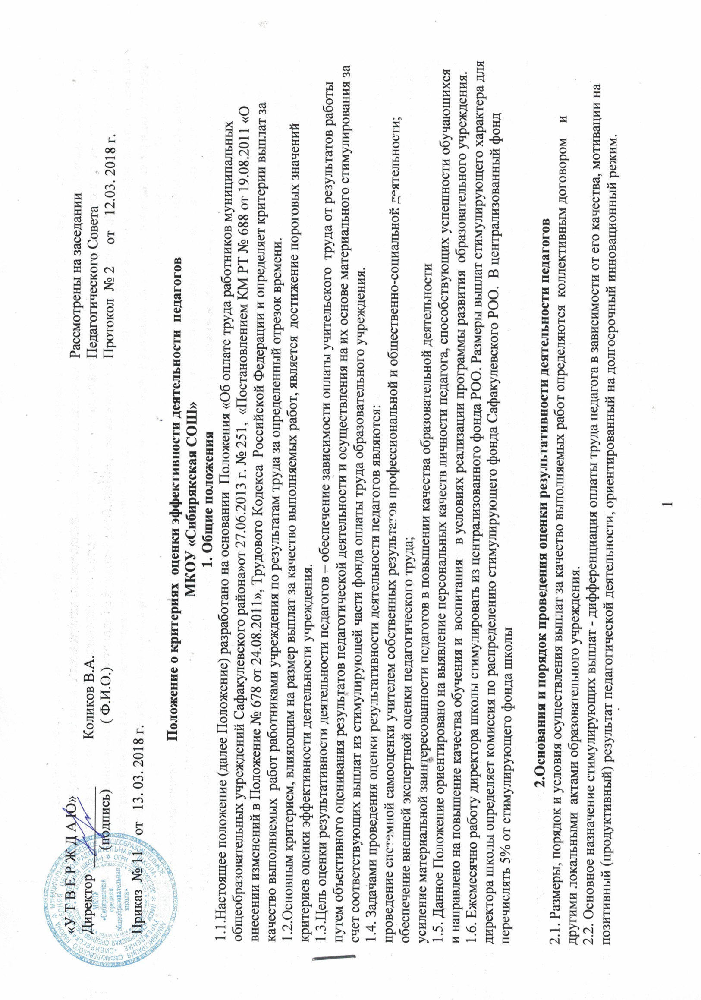 «У Т В Е Р Ж Д А Ю»
Директор ____________ Коликов В.А.
(подпись) ( Ф.И.О.)
Приказ № 11 от 13. 03. 2018 г.
Рассмотрены на заседании
Педагогического Совета
Протокол № 2 от 12.03. 2018 г.
МКОУ
«Сибирякская
средняя
общеобразовательная
школа»
Положение о критериях оценки эффективности деятельности педагогов
МКОУ «Сибирякская СОШ»
1. Общие положения
1.1.Настоящее положение (далее Положение) разработано на основании Положения «Об оплате труда работников муниципальных
общеобразовательных учреждений Сафакулевского района»от 27.06.2013 г. № 251, «Постановлением КМ РТ № 688 от 19.08.2011 «О
внесении изменений в Положение № 678 от 24.08.2011», Трудового Кодекса Российской Федерации и определяет критерии выплат за
качество выполняемых работ работниками учреждения по результатам труда за определенный отрезок времени.
1.2.Основным критерием, влияющим на размер выплат за качество выполняемых работ, является достижение пороговых значений
критериев оценки эффективности деятельности учреждения.
1.3.Цель оценки результативности деятельности педагогов – обеспечение зависимости оплаты учительского труда от результатов работы
путем объективного оценивания результатов педагогической деятельности и осуществления на их основе материального стимулирования за
счет соответствующих выплат из стимулирующей части фонда оплаты труда образовательного учреждения.
1.4. Задачами проведения оценки результативности деятельности педагогов являются:
проведение системной самооценки учителем собственных результатов профессиональной и общественно-социальной деятельности;
обеспечение внешней экспертной оценки педагогического труда;
усиление материальной заинтересованности педагогов в повышении качества образовательной деятельности
1.5. Данное Положение ориентировано на выявление персональных качеств личности педагога, способствующих успешности обучающихся
и направлено на повышение качества обучения и воспитания в условиях реализации программы развития образовательного учреждения.
1.6. Ежемесячно работу директора школы стимулировать из централизованного фонда РОО. Размеры выплат стимулирующего характера для
директора школы определяет комиссия по распределению стимулирующего фонда Сафакулевского РОО. В централизованный фонд
перечислять 5% от стимулирующего фонда школы
2.Основания и порядок проведения оценки результативности деятельности педагогов
2.1. Размеры, порядок и условия осуществления выплат за качество выполняемых работ определяются коллективным договором и
другими локальными актами образовательного учреждения.
2.2. Основное назначение стимулирующих выплат - дифференциация оплаты труда педагога в зависимости от его качества, мотивации на
позитивный (продуктивный) результат педагогической деятельности, ориентированный на долгосрочный инновационный режим.
1